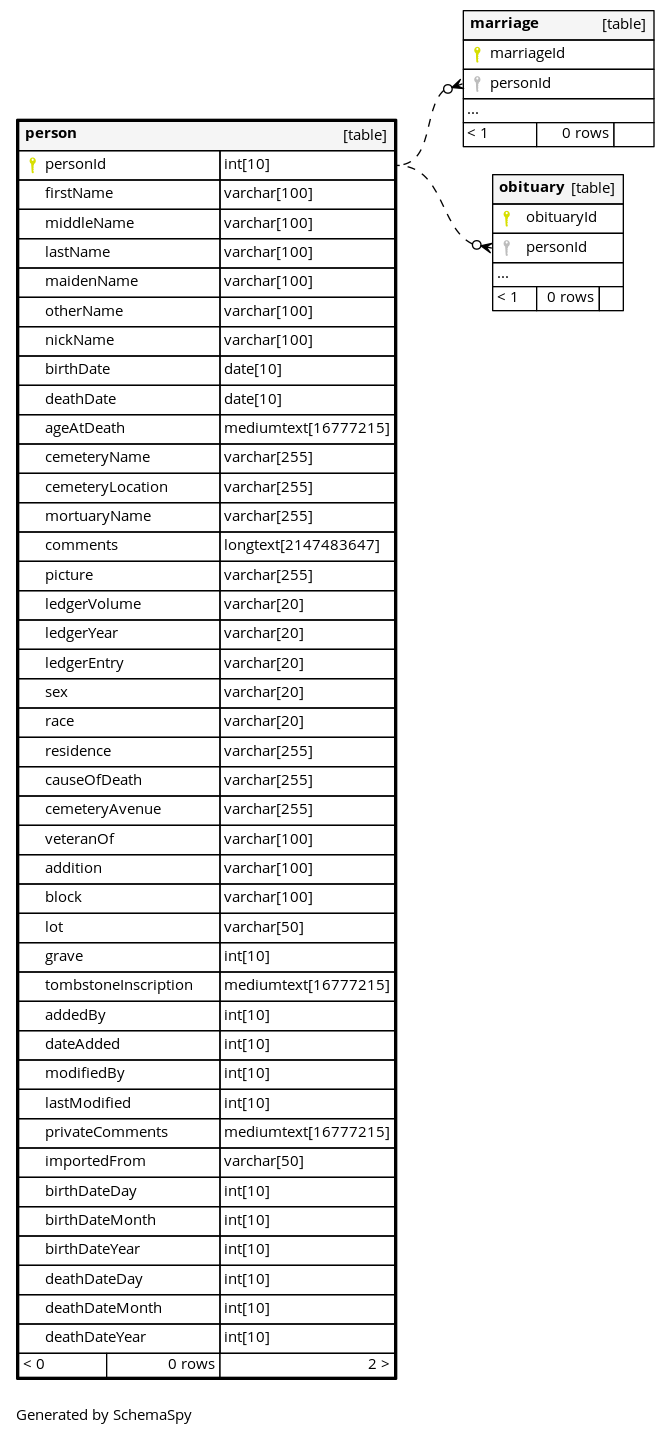 marriage [table]
marriageId
personId
...
< 1 0 rows
person [table]
personId int[10]
firstName varchar[100]
middleName varchar[100]
lastName varchar[100]
maidenName varchar[100]
otherName varchar[100]
nickName varchar[100]
birthDate date[10]
deathDate date[10]
ageAtDeath mediumtext[16777215]
cemeteryName varchar[255]
cemeteryLocation varchar[255]
mortuaryName varchar[255]
comments longtext[2147483647]
picture varchar[255]
ledgerVolume varchar[20]
ledgerYear varchar[20]
ledgerEntry varchar[20]
sex varchar[20]
race varchar[20]
residence varchar[255]
causeOfDeath varchar[255]
cemeteryAvenue varchar[255]
veteranOf varchar[100]
addition varchar[100]
block varchar[100]
lot varchar[50]
grave int[10]
tombstoneInscription mediumtext[16777215]
addedBy int[10]
dateAdded int[10]
modifiedBy int[10]
lastModified int[10]
privateComments mediumtext[16777215]
importedFrom varchar[50]
birthDateDay int[10]
birthDateMonth int[10]
birthDateYear int[10]
deathDateDay int[10]
deathDateMonth int[10]
deathDateYear int[10]
< 0 0 rows 2 >
obituary [table]
obituaryId
personId
...
< 1 0 rows
Generated by SchemaSpy